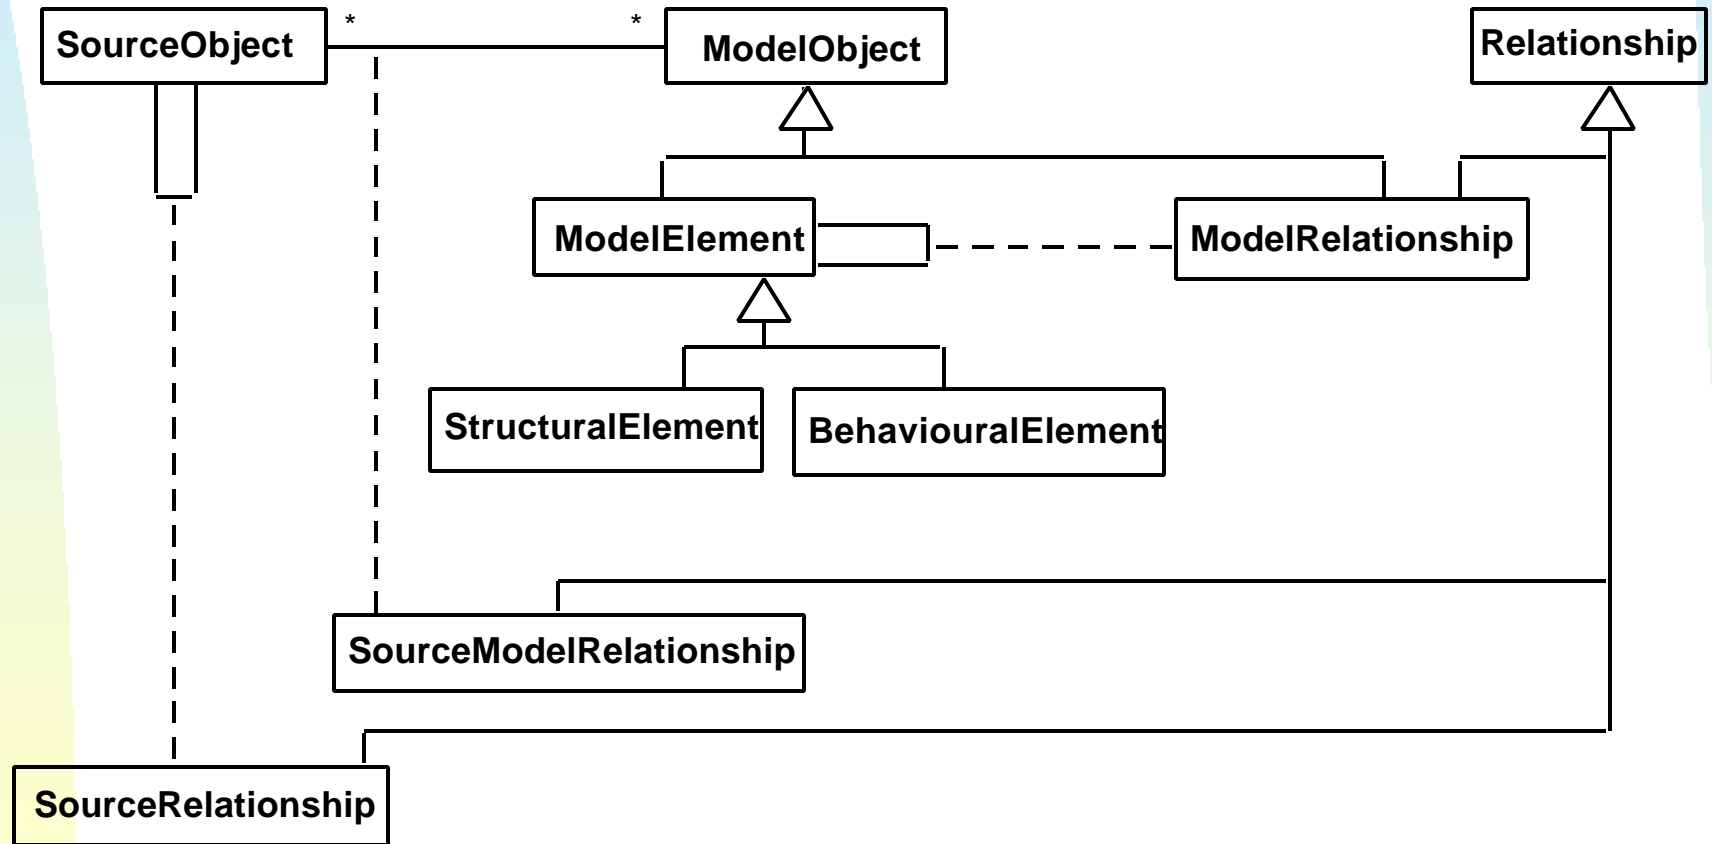 * *
SourceObject ModelObject Relationship
ModelElement ModelRelationship
StructuralElement BehaviouralElement
SourceModelRelationship
SourceRelationship